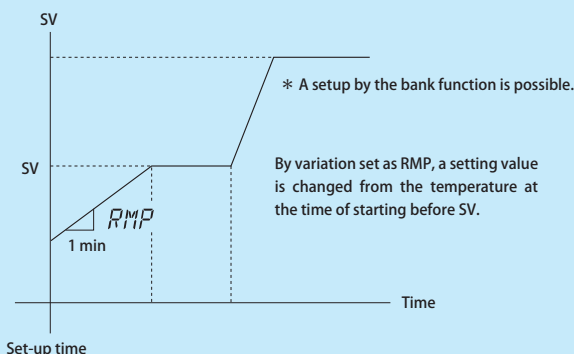 SV
＊ A setup by the bank function is possible.
SV
By variation set as RMP, a setting value
is changed from the temperature at
the time of starting before SV.
RMP
1 min
Time
Set-up time